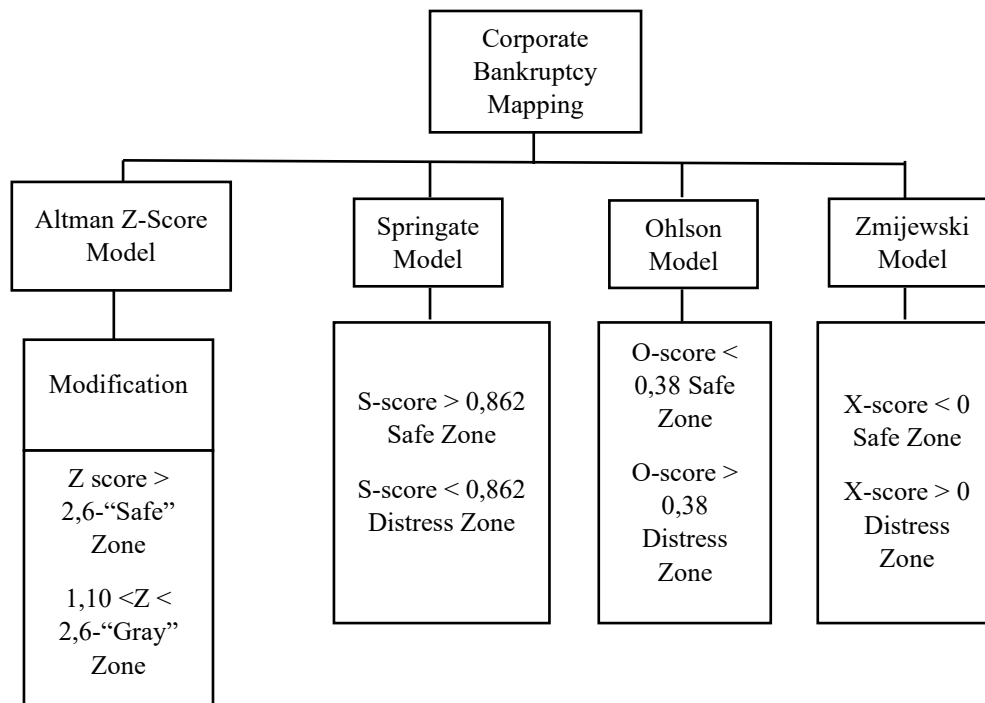 Corporate
Bankruptcy
Mapping
Altman Z-Score
Model
Springate
Model
Ohlson
Model
Zmijewski
Model
Modification
Z score >
2,6-“Safe”
Zone
1,10 <Z <
2,6-“Gray”
Zone
S-score > 0,862
Safe Zone
S-score < 0,862
Distress Zone
O-score <
0,38 Safe
Zone
O-score >
0,38
Distress
Zone
X-score < 0
Safe Zone
X-score > 0
Distress
Zone